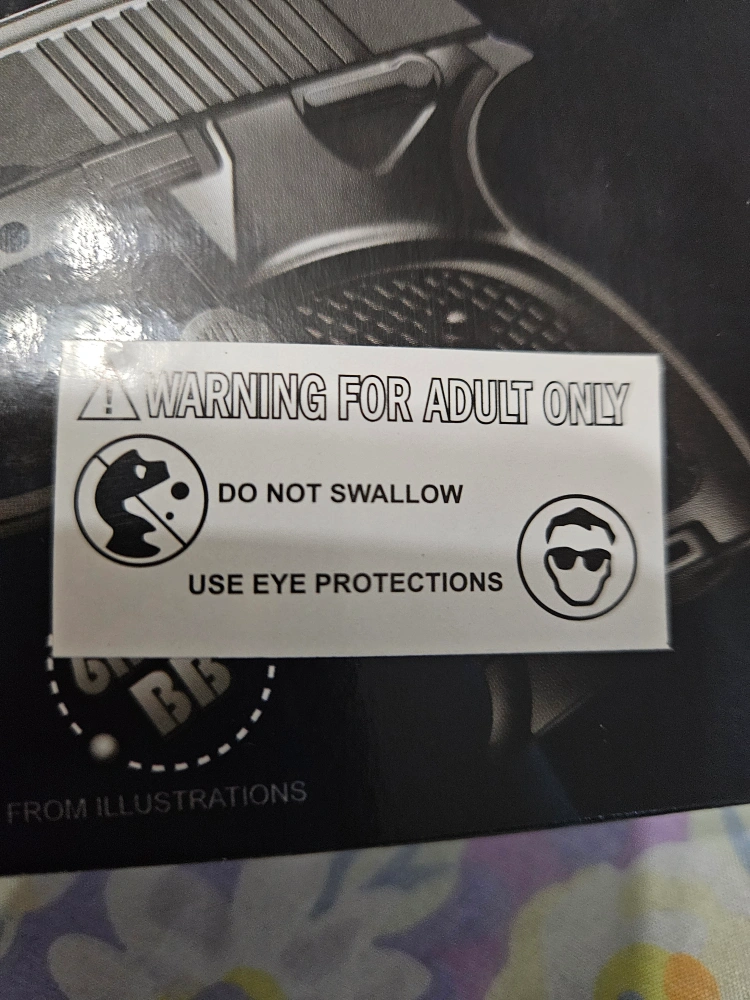 WARNING FOR ADULT ONLY
DO NOT SWALLOW
USE EYE PROTECTIONS
BB
FROM ILLUSTRATIONS